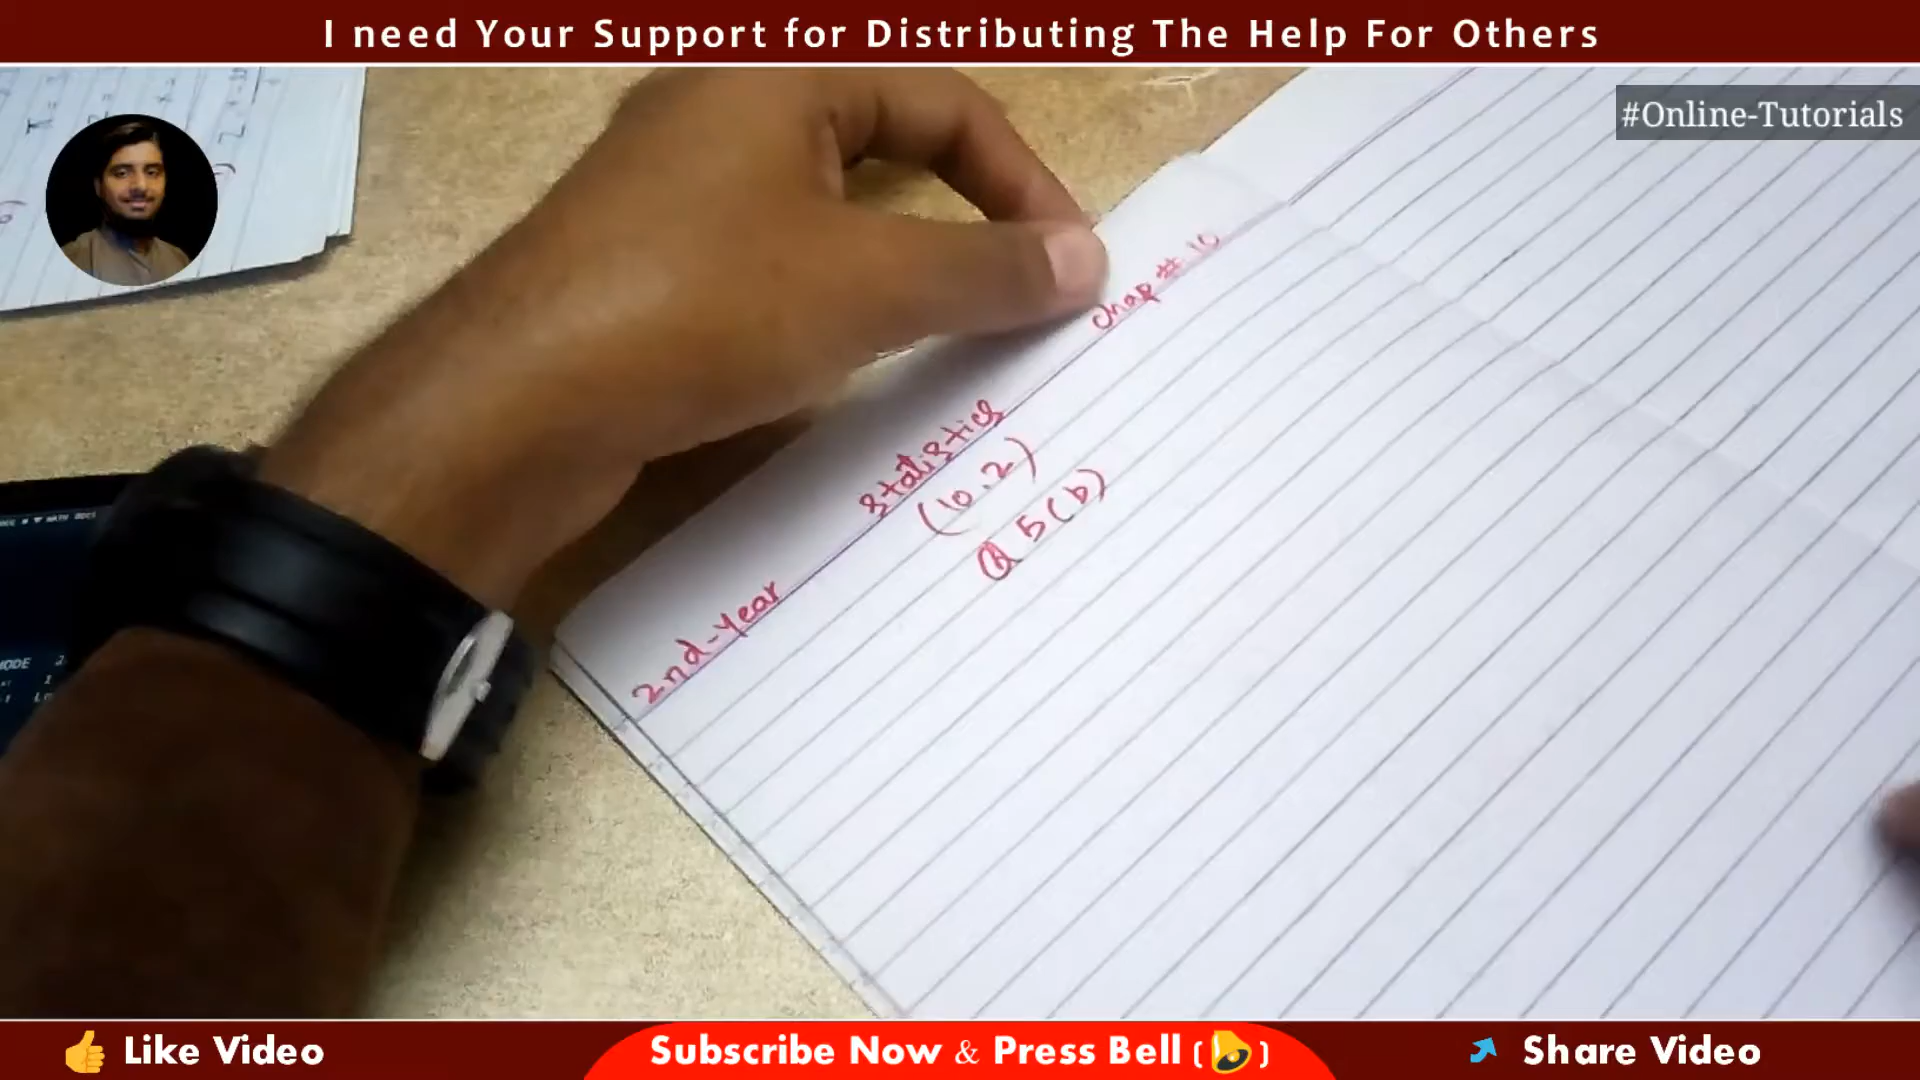 I need Your Support for Distributing The Help For Others
#Online-Tutorials
2nd-year Statistics Chap # 10
(10.2)
Q 5(b)
MODE
👍 Like Video
Subscribe Now & Press Bell (🔔)
Share Video